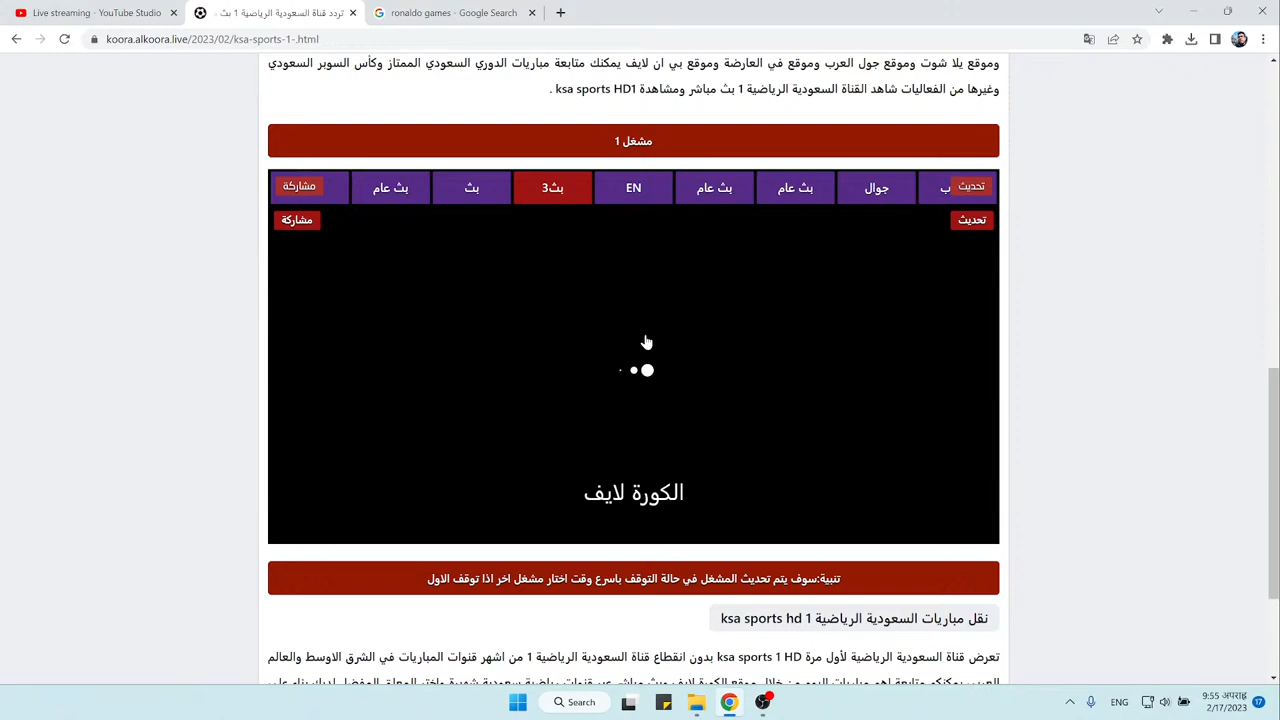 Live streaming - YouTube Studio
تردد قناة السعودية الرياضية 1 بث
ronaldo games - Google Search
koora.alkoora.live/2023/02/ksa-sports-1-.html
وموقع يلا شوت وموقع جول العرب وموقع في العارضة وموقع بي ان لايف يمكنك متابعة مباريات الدوري السعودي الممتاز وكأس السوبر السعودي
وغيرها من الفعاليات شاهد القناة السعودية الرياضية 1 بث مباشر ومشاهدة ksa sports HD1 .
مشغل 1
تحديث
جوال
بث عام
بث عام
EN
بث3
بث
بث عام
مشاركة
تحديث
مشاركة
الكورة لايف
تنبية:سوف يتم تحديث المشغل في حالة التوقف باسرع وقت اختار مشغل اخر اذا توقف الاول
نقل مباريات السعودية الرياضية 1 ksa sports hd
تعرض قناة السعودية الرياضية لأول مرة ksa sports 1 HD بدون انقطاع قناة السعودية الرياضية 1 من اشهر قنوات المباريات في الشرق الاوسط والعالم
Search
ENG
9:55 अपराह्न
2/17/2023
17